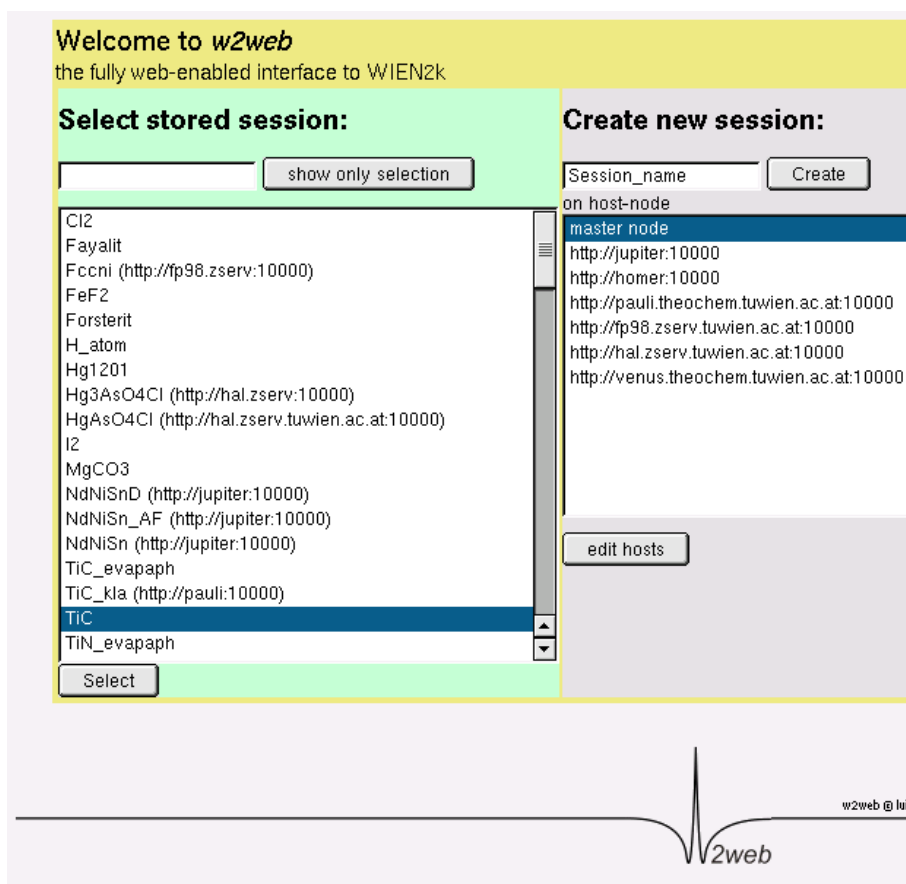 Welcome to w2web
the fully web-enabled interface to WIEN2k
Select stored session:
show only selection
Cl2
Fayalit
Fccni (http://fp98.zserv:10000)
FeF2
Forsterit
H_atom
Hg1201
Hg3AsO4Cl (http://hal.zserv:10000)
HgAsO4Cl (http://hal.zserv.tuwien.ac.at:10000)
I2
MgCO3
NdNiSnD (http://jupiter:10000)
NdNiSn_AF (http://jupiter:10000)
NdNiSn (http://jupiter:10000)
TiC_evapaph
TiC_kla (http://pauli:10000)
TiC
TiN_evapaph
Select
Create new session:
Session_name Create
on host-node
master node
http://jupiter:10000
http://homer:10000
http://pauli.theochem.tuwien.ac.at:10000
http://fp98.zserv.tuwien.ac.at:10000
http://hal.zserv.tuwien.ac.at:10000
http://venus.theochem.tuwien.ac.at:10000
edit hosts
w2web @
2web